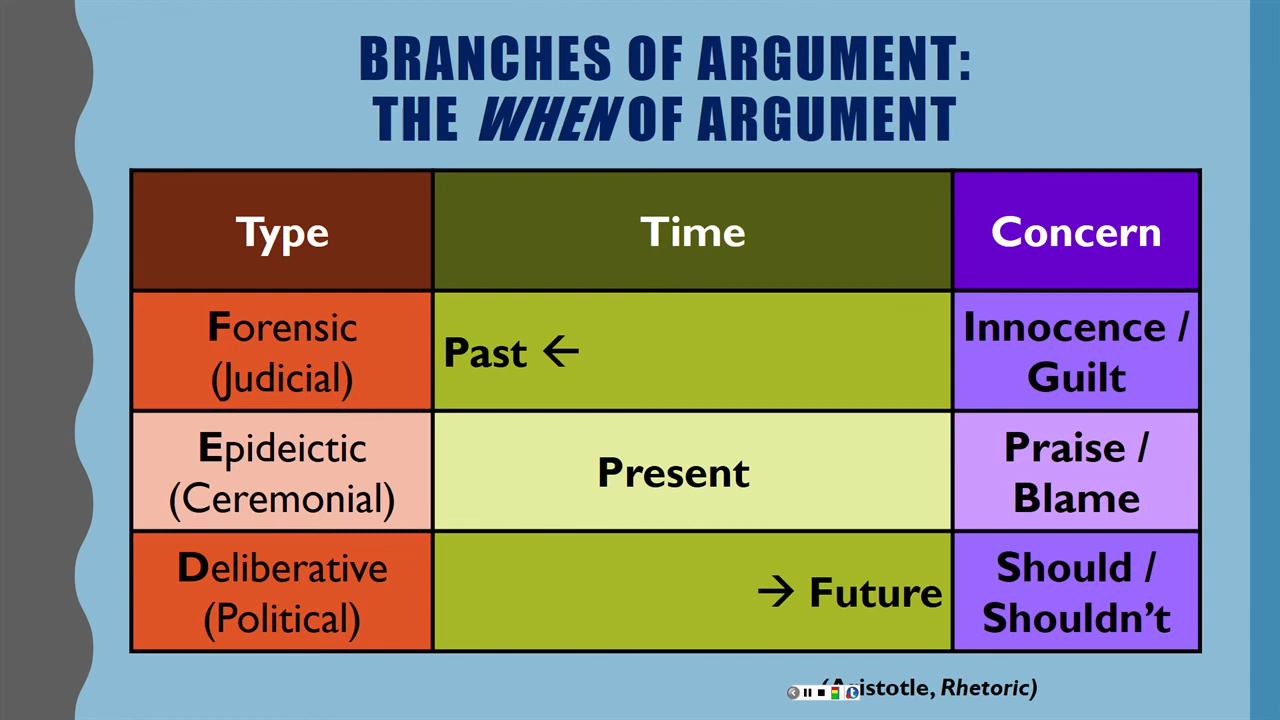 BRANCHES OF ARGUMENT:
THE WHEN OF ARGUMENT
Type Time Concern
Forensic
(Judicial)
Past ←
Innocence /
Guilt
Epideictic
(Ceremonial)
Present
Praise /
Blame
Deliberative
(Political)
→ Future
Should /
Shouldn't
(Aristotle, Rhetoric)